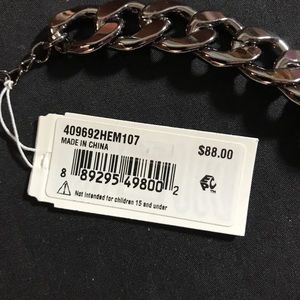 409692HEM107
MADE IN CHINA
$88.00
8 89295 49800 2
Not intended for children 15 and under